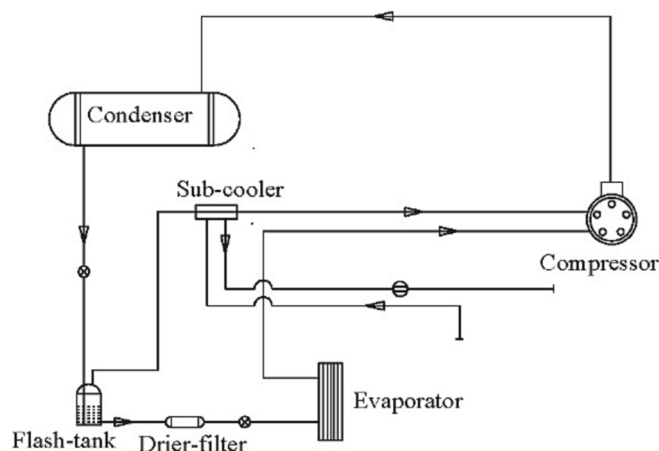 Condenser
Sub-cooler
Compressor
Evaporator
Flash-tank
Drier-filter